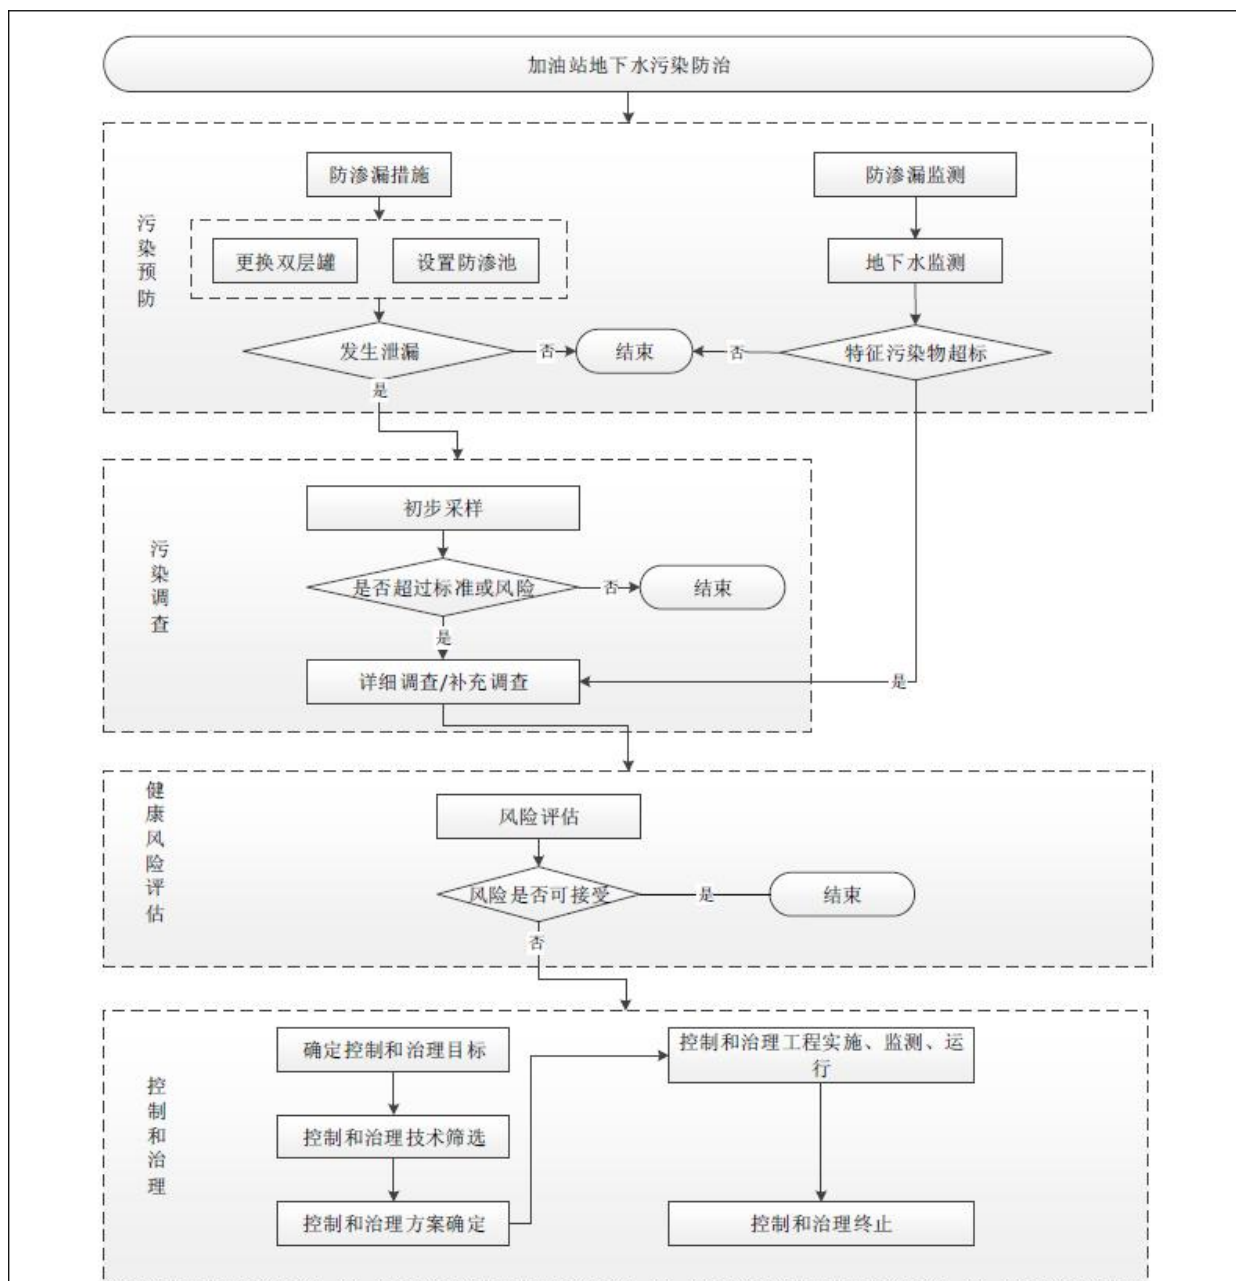 加油站地下水污染防治
污染预防
防渗漏措施
防渗漏监测
更换双层罐
设置防渗池
地下水监测
发生泄漏
否
结束
否
特征污染物超标
是
污染调查
初步采样
是否超过标准或风险
否
结束
是
详细调查/补充调查
是
健康风险评估
风险评估
风险是否可接受
是
结束
否
控制和治理
确定控制和治理目标
控制和治理工程实施、监测、运
行
控制和治理技术筛选
控制和治理方案确定
控制和治理终止